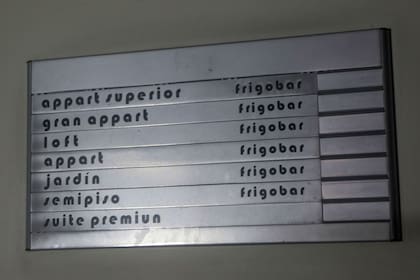 appart superior frigobar
gran appart frigobar
loft frigobar
appart frigobar
jardín frigobar
semipiso frigobar
suite premiun